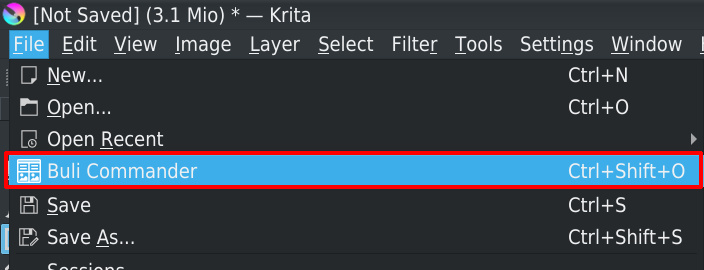 [Not Saved] (3.1 Mio) * — Krita
File Edit View Image Layer Select Filter Tools Settings Window
New... Ctrl+N
Open... Ctrl+O
Open Recent
Buli Commander Ctrl+Shift+O
Save Ctrl+S
Save As... Ctrl+Shift+S
Sessions...